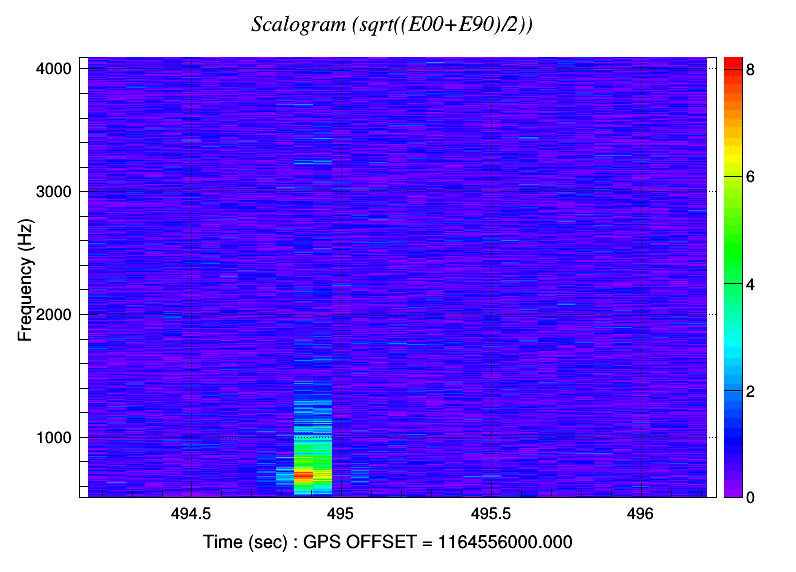 Scalogram (sqrt((E00+E90)/2))
4000
3000
2000
1000
Frequency (Hz)
8
6
4
2
0
494.5 495 495.5 496
Time (sec) : GPS OFFSET = 1164556000.000